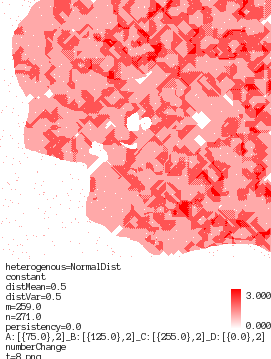 heterogenous=NormalDist
constant
distMean=0.5
distVar=0.5
m=259.0
n=271.0
persistency=0.0
3.000
0.000
A:[{75.0},2]_B:[{125.0},2]_C:[{255.0},2]_D:[{0.0},2]
numberChange
t=8.png